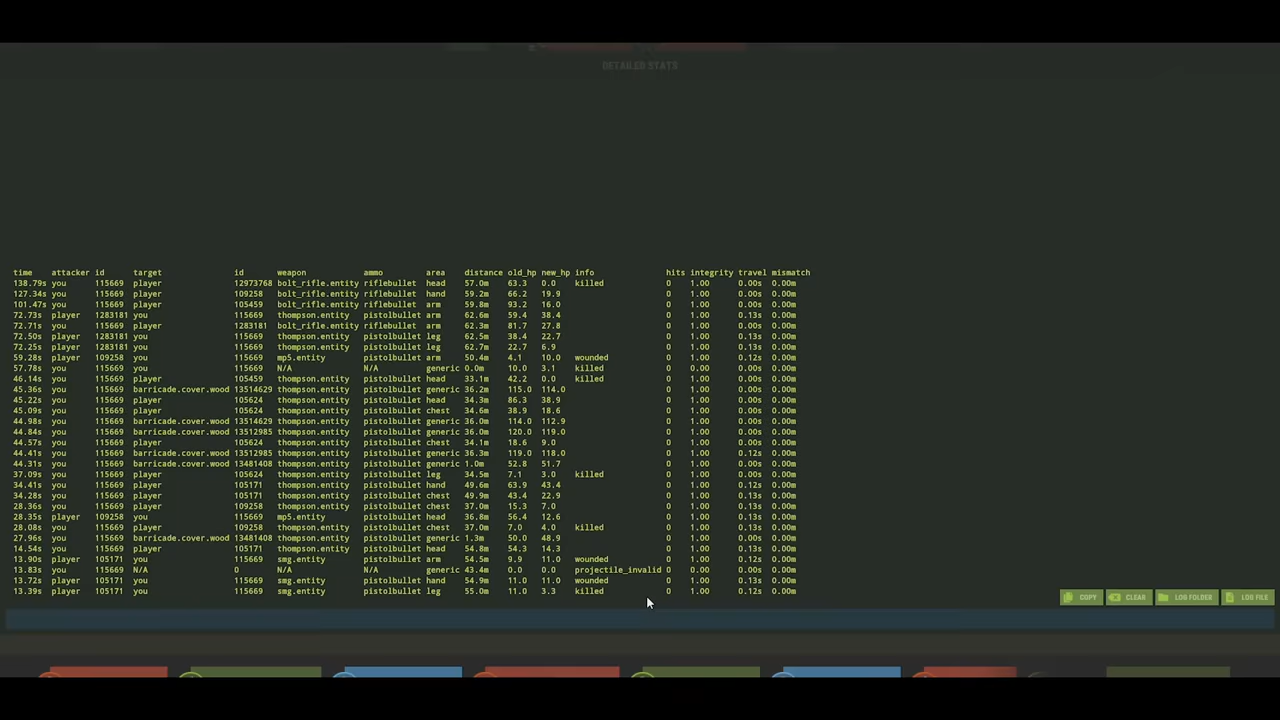 DETAILED STATS
time attacker id target id weapon ammo area distance old_hp new_hp info hits integrity travel mismatch
138.79s you 115669 player 12973768 bolt_rifle.entity riflebullet head 57.0m 63.3 0.0 killed 0 1.00 0.00s 0.00m
127.34s you 115669 player 109258 bolt_rifle.entity riflebullet hand 59.2m 66.2 19.9 0 1.00 0.00s 0.00m
101.47s you 115669 player 105459 bolt_rifle.entity riflebullet arm 59.8m 93.2 16.0 0 1.00 0.00s 0.00m
72.73s player 1283181 you 115669 thompson.entity pistolbullet arm 62.6m 59.4 38.4 0 1.00 0.13s 0.00m
72.71s you 115669 player 1283181 bolt_rifle.entity riflebullet arm 62.3m 81.7 27.8 0 1.00 0.00s 0.00m
72.50s player 1283181 you 115669 thompson.entity pistolbullet leg 62.5m 38.4 22.7 0 1.00 0.13s 0.00m
72.25s player 1283181 you 115669 thompson.entity pistolbullet leg 62.7m 22.7 6.9 0 1.00 0.13s 0.00m
59.28s player 109258 you 115669 mp5.entity pistolbullet arm 50.4m 4.1 10.0 wounded 0 1.00 0.12s 0.00m
57.78s you 115669 you 115669 N/A N/A generic 0.0m 10.0 3.1 killed 0 1.00 0.00s 0.00m
46.14s you 115669 player 105459 thompson.entity pistolbullet head 33.1m 42.2 0.0 killed 0 1.00 0.00s 0.00m
45.36s you 115669 barricade.cover.wood 13514629 thompson.entity pistolbullet generic 36.2m 115.0 114.0 0 1.00 0.00s 0.00m
45.22s you 115669 player 105624 thompson.entity pistolbullet head 34.3m 86.3 38.9 0 1.00 0.00s 0.00m
45.09s you 115669 player 105624 thompson.entity pistolbullet chest 34.6m 38.9 18.6 0 1.00 0.00s 0.00m
44.98s you 115669 barricade.cover.wood 13514629 thompson.entity pistolbullet generic 36.0m 114.0 112.9 0 1.00 0.00s 0.00m
44.84s you 115669 barricade.cover.wood 13512985 thompson.entity pistolbullet generic 36.0m 120.0 119.0 0 1.00 0.00s 0.00m
44.57s you 115669 player 105624 thompson.entity pistolbullet chest 34.1m 18.6 9.0 0 1.00 0.00s 0.00m
44.41s you 115669 barricade.cover.wood 13512985 thompson.entity pistolbullet generic 36.3m 119.0 118.0 0 1.00 0.12s 0.00m
44.31s you 115669 barricade.cover.wood 13481408 thompson.entity pistolbullet generic 1.0m 52.8 51.7 0 1.00 0.00s 0.00m
37.09s you 115669 player 105624 thompson.entity pistolbullet leg 34.5m 7.1 3.0 killed 0 1.00 0.00s 0.00m
34.41s you 115669 player 105171 thompson.entity pistolbullet hand 49.6m 63.9 43.4 0 1.00 0.12s 0.00m
34.28s you 115669 player 105171 thompson.entity pistolbullet chest 49.9m 43.4 22.9 0 1.00 0.13s 0.00m
28.36s you 115669 player 109258 thompson.entity pistolbullet chest 37.0m 15.3 7.0 0 1.00 0.13s 0.00m
28.35s player 109258 you 115669 mp5.entity pistolbullet head 36.8m 56.4 12.6 0 1.00 0.00s 0.00m
28.08s you 115669 player 109258 thompson.entity pistolbullet chest 37.0m 7.0 4.0 killed 0 1.00 0.13s 0.00m
27.96s you 115669 barricade.cover.wood 13481408 thompson.entity pistolbullet generic 1.3m 50.0 48.9 0 1.00 0.00s 0.00m
14.54s you 115669 player 105171 thompson.entity pistolbullet head 54.8m 54.3 14.3 0 1.00 0.13s 0.00m
13.90s player 105171 you 115669 smg.entity pistolbullet arm 54.5m 9.9 11.0 wounded 0 1.00 0.12s 0.00m
13.83s you 115669 N/A 0 N/A N/A generic 43.4m 0.0 0.0 projectile_invalid 0 0.00 0.00s 0.00m
13.72s player 105171 you 115669 smg.entity pistolbullet hand 54.9m 11.0 11.0 wounded 0 1.00 0.13s 0.00m
13.39s player 105171 you 115669 smg.entity pistolbullet leg 55.0m 11.0 3.3 killed 0 1.00 0.12s 0.00m
COPY CLEAR LOG FOLDER LOG FILE